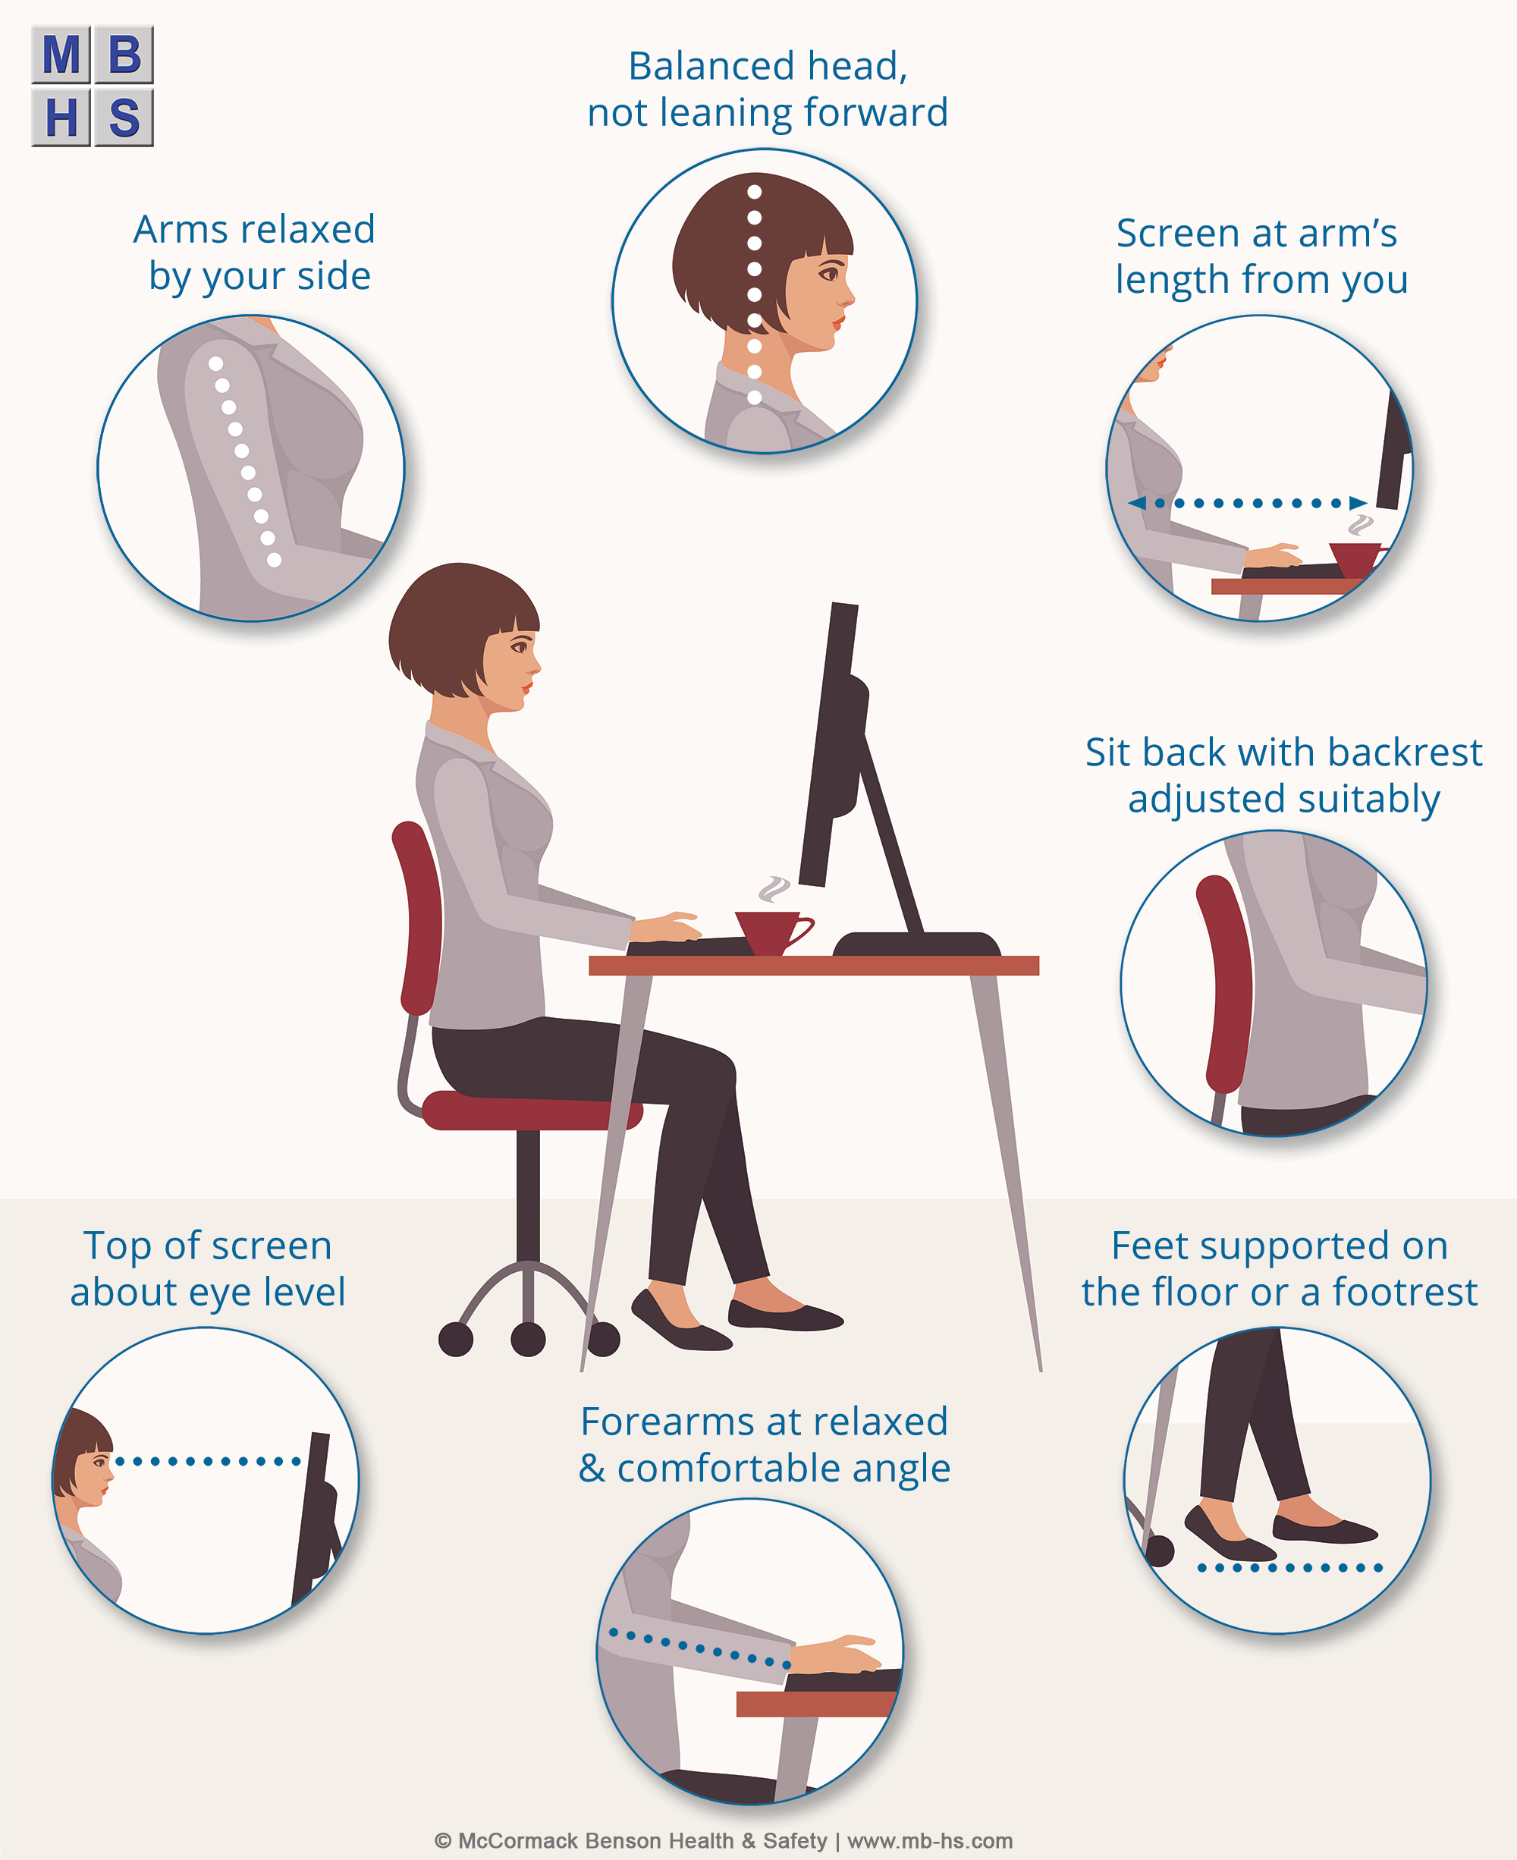 M B
H S
Balanced head,
not leaning forward
Arms relaxed
by your side
Screen at arm’s
length from you
Sit back with backrest
adjusted suitably
Top of screen
about eye level
Feet supported on
the floor or a footrest
Forearms at relaxed
& comfortable angle
© McCormack Benson Health & Safety | www.mb-hs.com